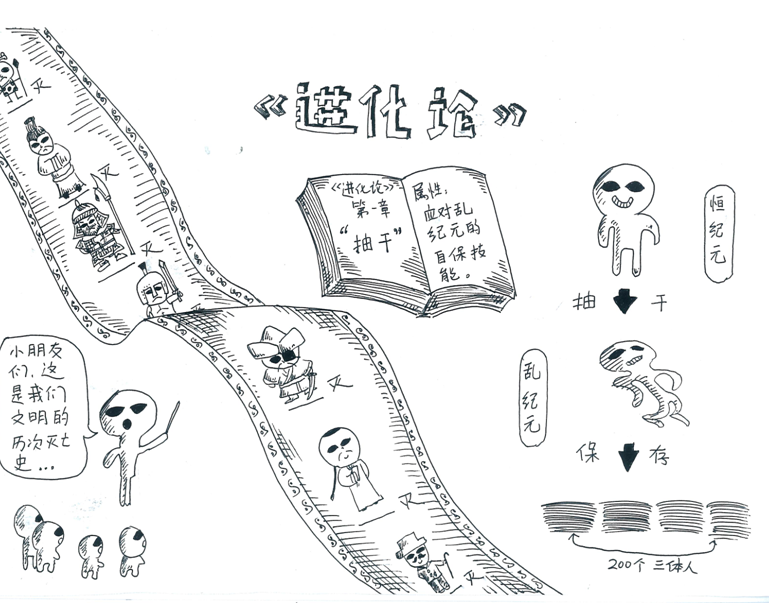 《进化论》
灭
灭
灭
灭
灭
灭
《进化论》
第一章
“抽干”
属性:
应对乱
纪元的
自保技
能。
恒纪元
抽 干
乱纪元
保 存
200个 三体人
小朋友
们,这
是我们
文明的
历次灭亡
史...